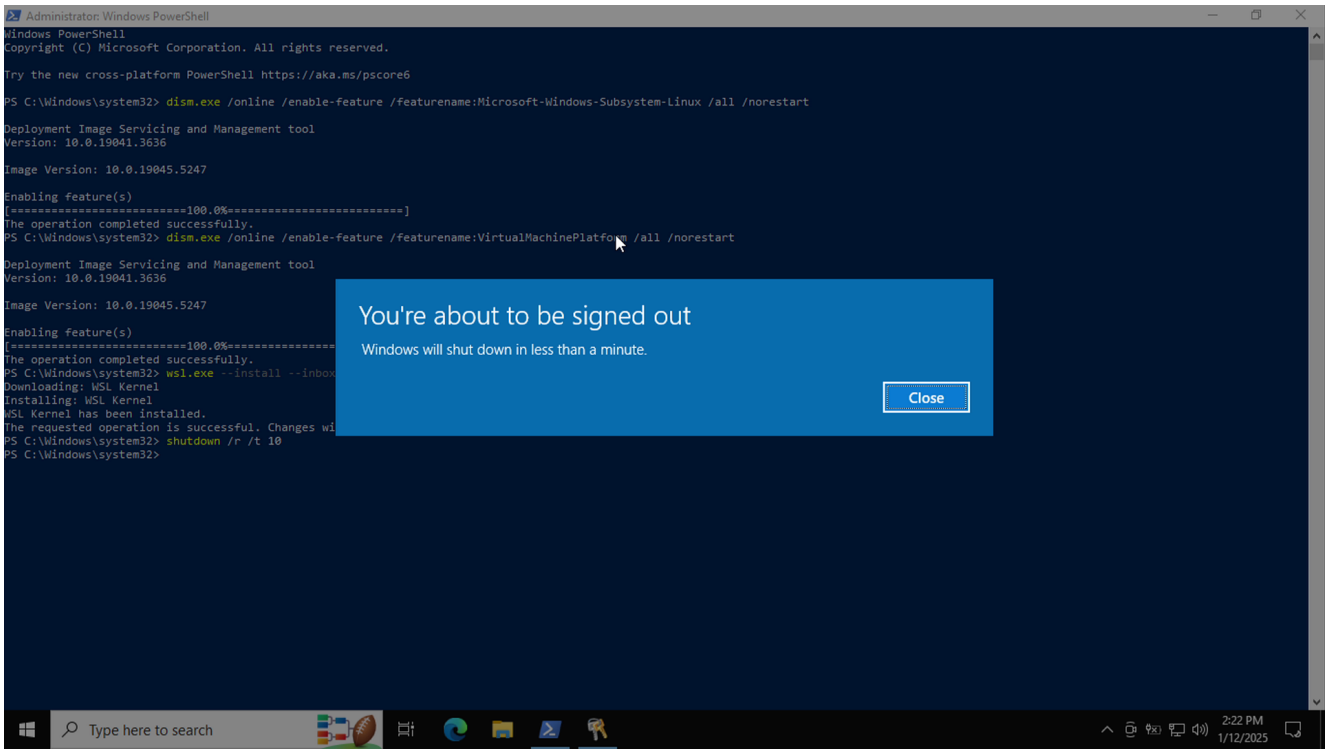 Administrator: Windows PowerShell
Windows PowerShell
Copyright (C) Microsoft Corporation. All rights reserved.
Try the new cross-platform PowerShell https://aka.ms/pscore6
PS C:\Windows\system32> dism.exe /online /enable-feature /featurename:Microsoft-Windows-Subsystem-Linux /all /norestart
Deployment Image Servicing and Management tool
Version: 10.0.19041.3636
Image Version: 10.0.19045.5247
Enabling feature(s)
[==========================100.0%==========================]
The operation completed successfully.
PS C:\Windows\system32> dism.exe /online /enable-feature /featurename:VirtualMachinePlatform /all /norestart
Deployment Image Servicing and Management tool
Version: 10.0.19041.3636
Image Version: 10.0.19045.5247
Enabling feature(s)
[==========================100.0%================
The operation completed successfully.
PS C:\Windows\system32> wsl.exe --install --inbox
Downloading: WSL Kernel
Installing: WSL Kernel
WSL Kernel has been installed.
The requested operation is successful. Changes wi
PS C:\Windows\system32> shutdown /r /t 10
PS C:\Windows\system32>
You're about to be signed out
Windows will shut down in less than a minute.
Close
Type here to search
2:22 PM
1/12/2025